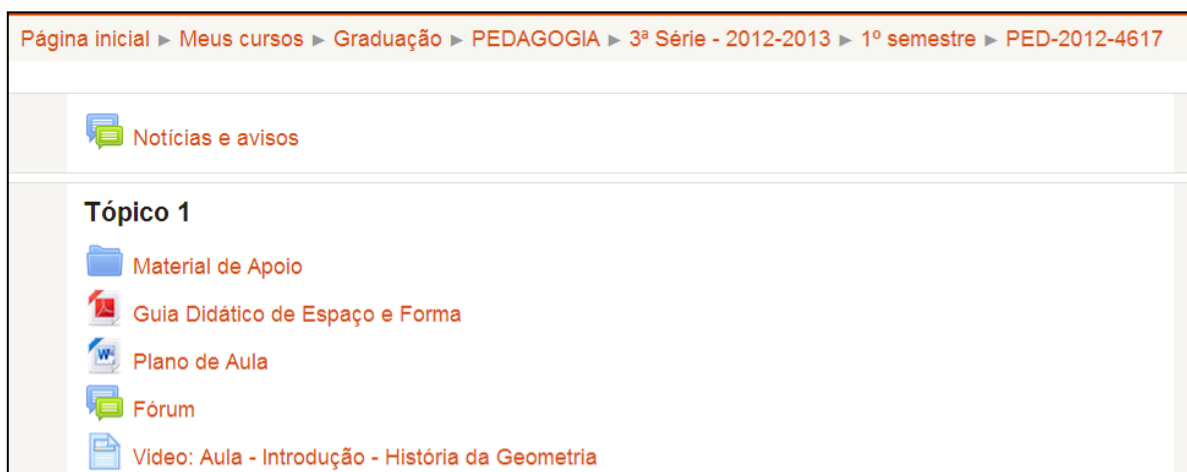 Página inicial ► Meus cursos ► Graduação ► PEDAGOGIA ► 3ª Série - 2012-2013 ► 1º semestre ► PED-2012-4617
Notícias e avisos
Tópico 1
Material de Apoio
Guia Didático de Espaço e Forma
Plano de Aula
Fórum
Video: Aula - Introdução - História da Geometria